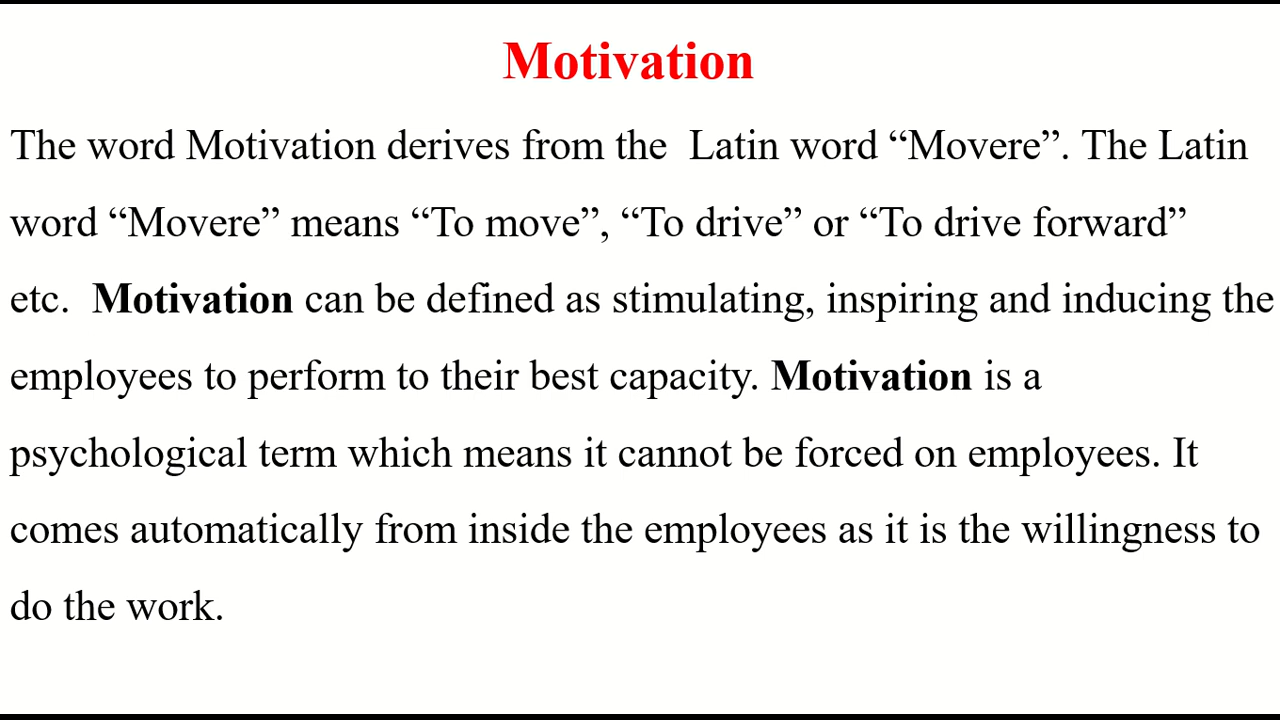 Motivation
The word Motivation derives from the  Latin word “Movere”. The Latin
word “Movere” means “To move”, “To drive” or “To drive forward”
etc.  Motivation can be defined as stimulating, inspiring and inducing the
employees to perform to their best capacity. Motivation is a
psychological term which means it cannot be forced on employees. It
comes automatically from inside the employees as it is the willingness to
do the work.